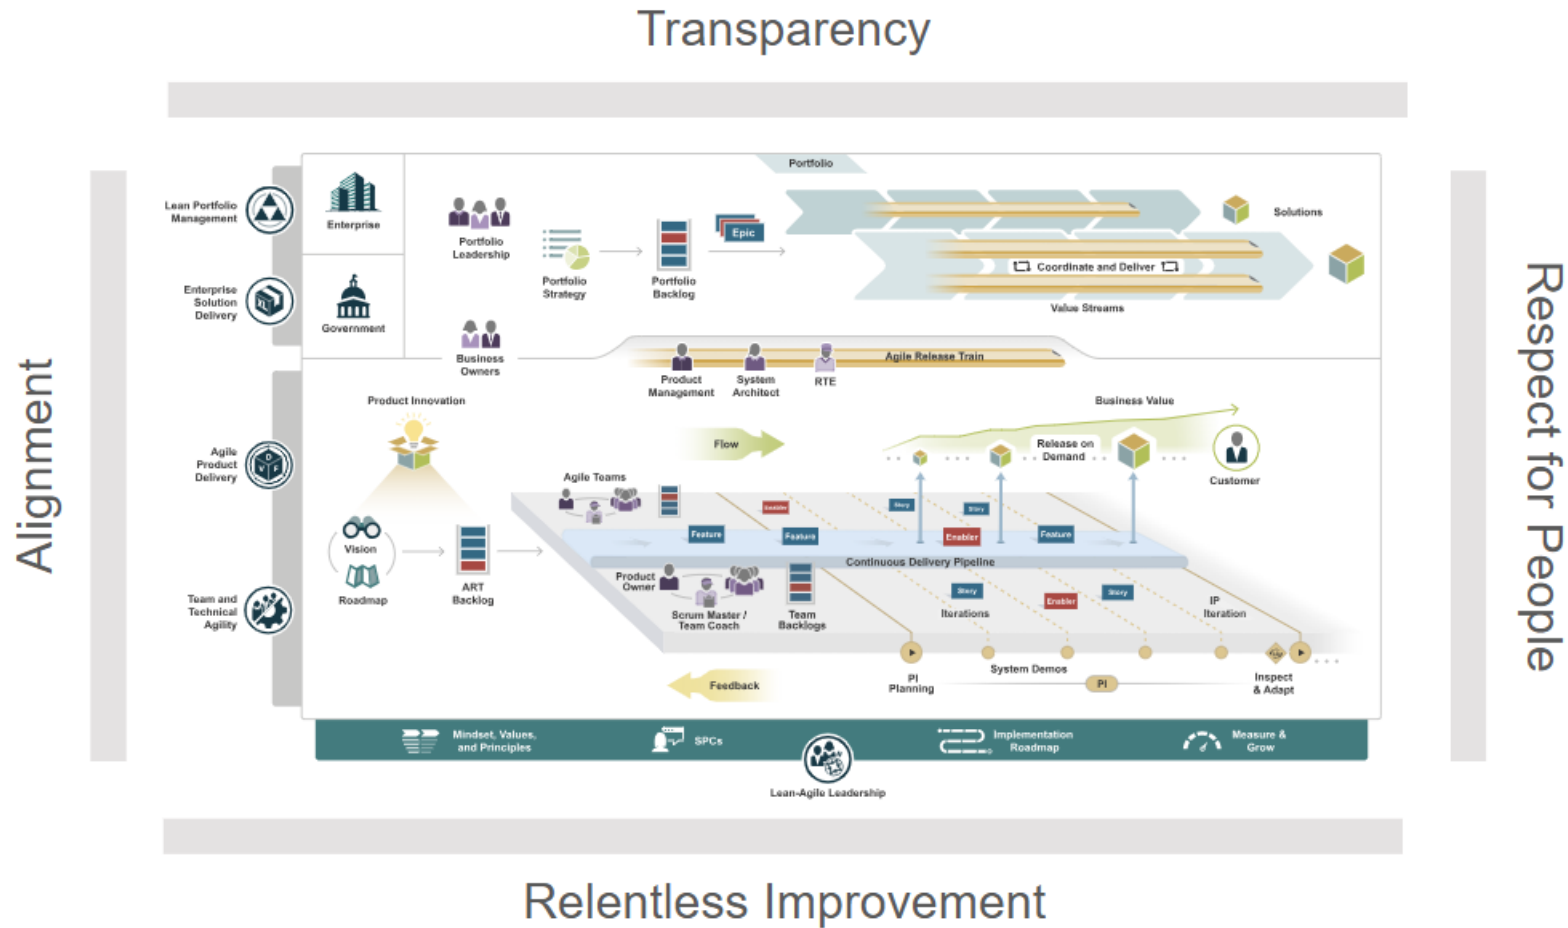 Transparency
Alignment
Respect for People
Relentless Improvement
Lean Portfolio
Management
Enterprise
Solution
Delivery
Agile
Product
Delivery
Team and
Technical
Agility
Enterprise
Government
Portfolio
Portfolio
Leadership
Portfolio
Strategy
Portfolio
Backlog
Epic
Solutions
Coordinate and Deliver
Value Streams
Business
Owners
Agile Release Train
Product
Management
System
Architect
RTE
Product Innovation
Business Value
Flow
Release on
Demand
Customer
Agile Teams
Vision
Roadmap
ART
Backlog
Enabler
Story
Story
Feature
Feature
Enabler
Feature
Continuous Delivery Pipeline
Product
Owner
Scrum Master /
Team Coach
Team
Backlogs
Story
Iterations
Enabler
Story
IP
Iteration
System Demos
PI
Planning
PI
Inspect
& Adapt
Feedback
Mindset, Values,
and Principles
SPCs
Implementation
Roadmap
Measure &
Grow
Lean-Agile Leadership
D
V
F